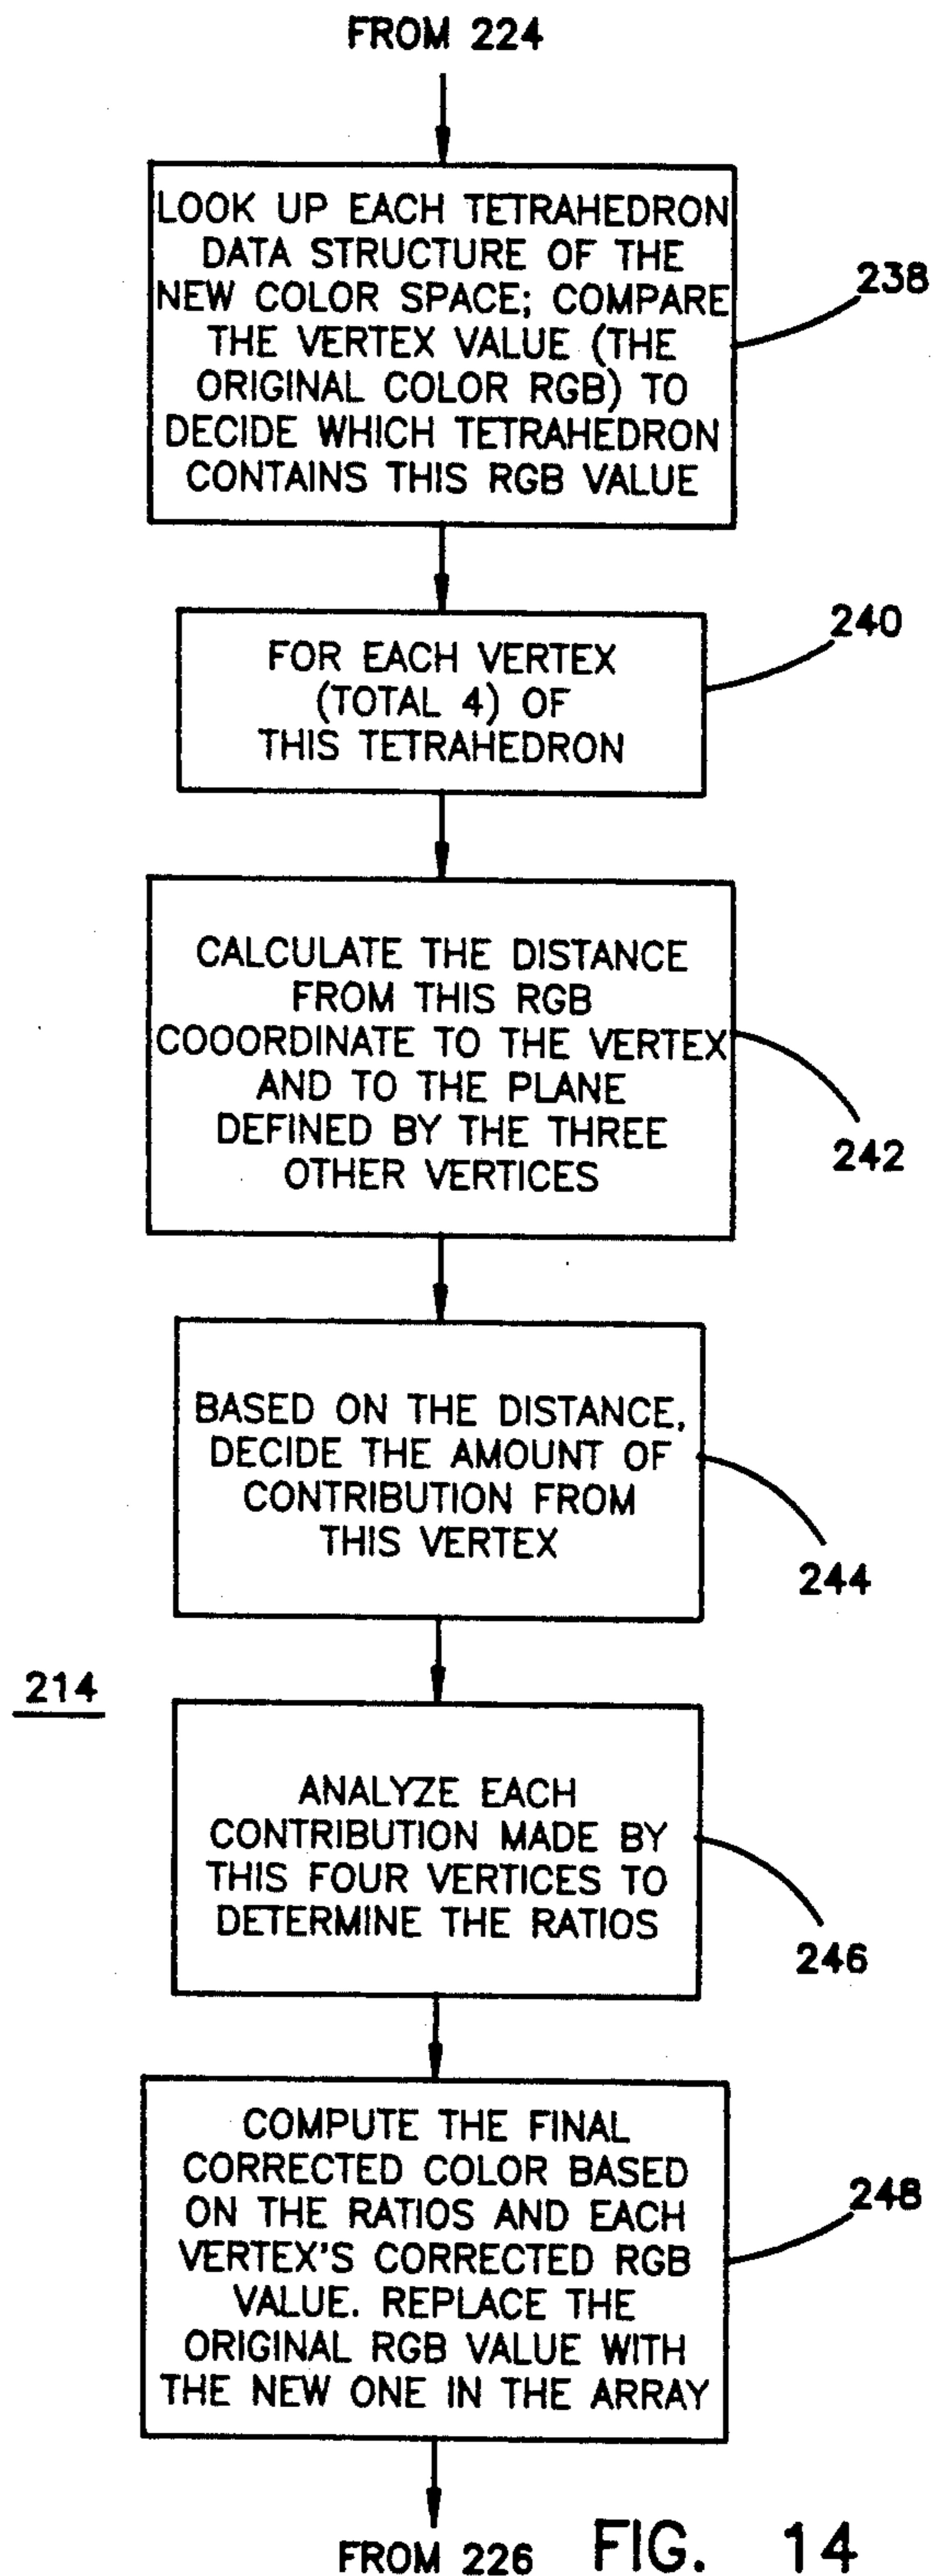 FROM 224
LOOK UP EACH TETRAHEDRON
DATA STRUCTURE OF THE
NEW COLOR SPACE; COMPARE
THE VERTEX VALUE (THE
ORIGINAL COLOR RGB) TO
DECIDE WHICH TETRAHEDRON
CONTAINS THIS RGB VALUE
238
FOR EACH VERTEX
(TOTAL 4) OF
THIS TETRAHEDRON
240
CALCULATE THE DISTANCE
FROM THIS RGB
COOORDINATE TO THE VERTEX
AND TO THE PLANE
DEFINED BY THE THREE
OTHER VERTICES
242
BASED ON THE DISTANCE,
DECIDE THE AMOUNT OF
CONTRIBUTION FROM
THIS VERTEX
244
214
ANALYZE EACH
CONTRIBUTION MADE BY
THIS FOUR VERTICES TO
DETERMINE THE RATIOS
246
COMPUTE THE FINAL
CORRECTED COLOR BASED
ON THE RATIOS AND EACH
VERTEX'S CORRECTED RGB
VALUE. REPLACE THE
ORIGINAL RGB VALUE WITH
THE NEW ONE IN THE ARRAY
248
FROM 226
FIG. 14